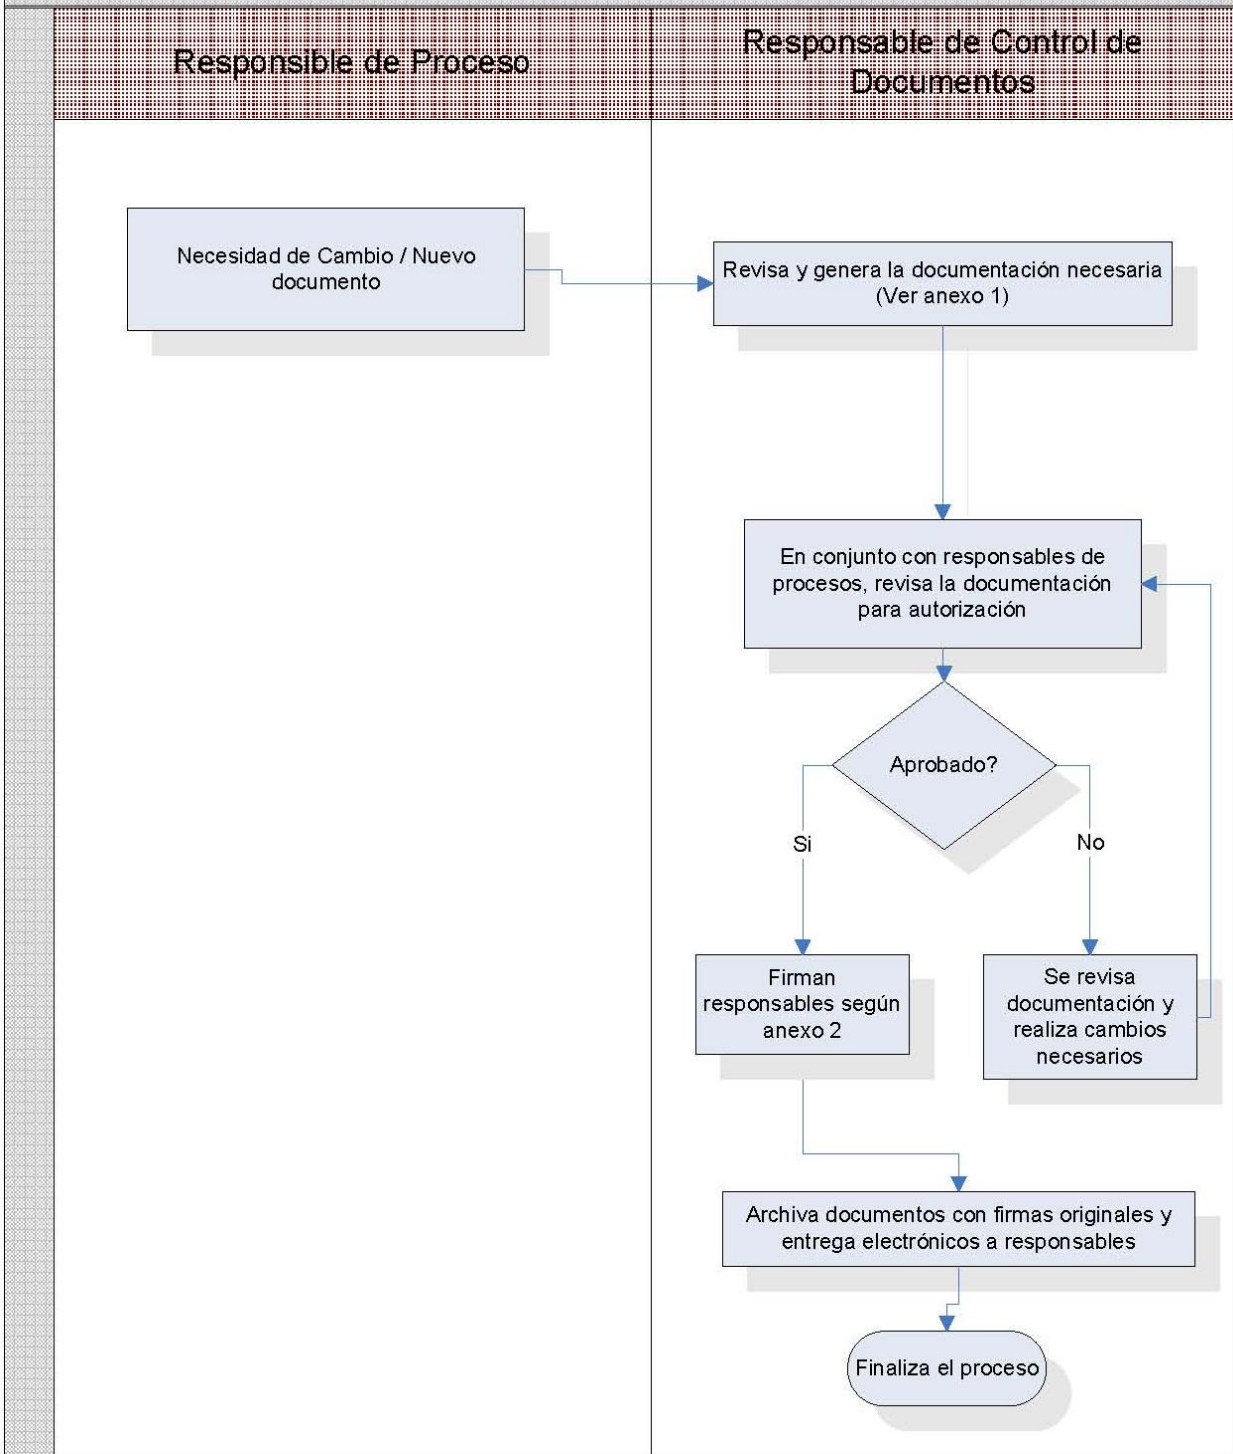 Responsible de Proceso
Responsable de Control de
Documentos
Necesidad de Cambio / Nuevo
documento
Revisa y genera la documentación necesaria
(Ver anexo 1)
En conjunto con responsables de
procesos, revisa la documentación
para autorización
Aprobado?
Si
No
Firman
responsables según
anexo 2
Se revisa
documentación y
realiza cambios
necesarios
Archiva documentos con firmas originales y
entrega electrónicos a responsables
Finaliza el proceso